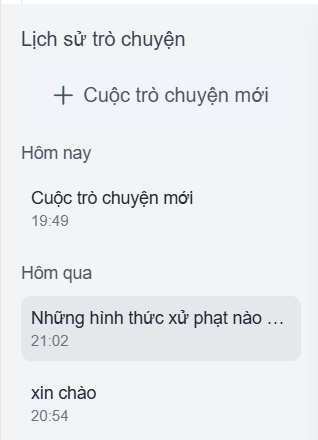 Lịch sử trò chuyện
+ Cuộc trò chuyện mới
Hôm nay
Cuộc trò chuyện mới
19:49
Hôm qua
Những hình thức xử phạt nào ...
21:02
xin chào
20:54